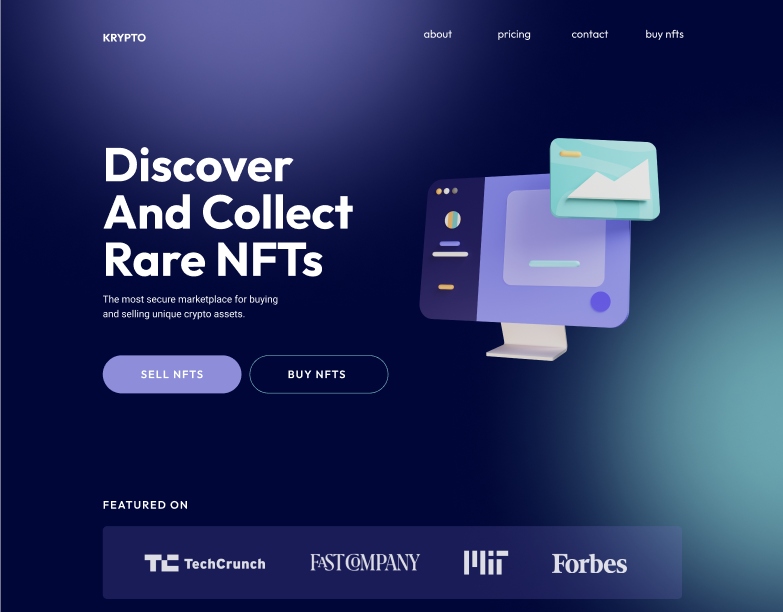 KRYPTO
about
pricing
contact
buy nfts
Discover
And Collect
Rare NFTs
The most secure marketplace for buying
and selling unique crypto assets.
SELL NFTS
BUY NFTS
FEATURED ON
TC TechCrunch
FAST COMPANY
MIT
Forbes